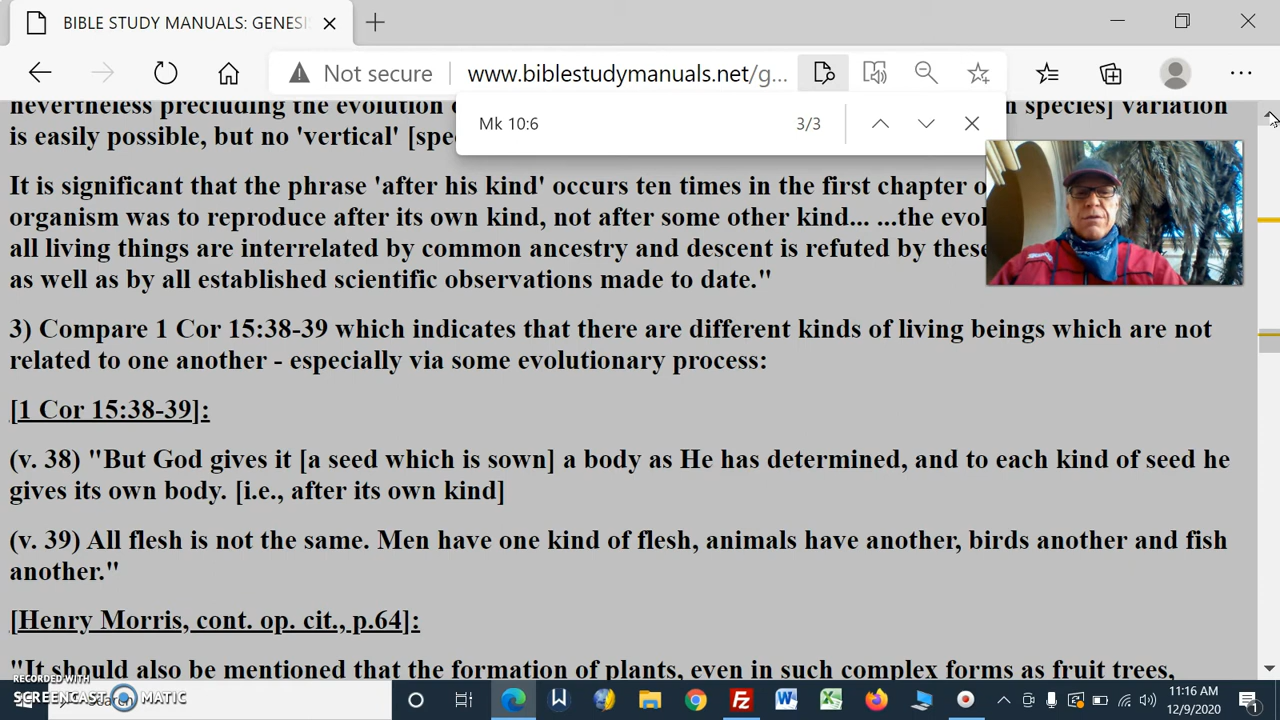 BIBLE STUDY MANUALS: GENESIS
Not secure
www.biblestudymanuals.net/g...
Mk 10:6
3/3
nevertheless precluding the evolution species] variation
is easily possible, but no 'vertical'
It is significant that the phrase 'after his kind' occurs ten times in the first chapter
organism was to reproduce after its own kind, not after some other kind... ...the
all living things are interrelated by common ancestry and descent is refuted by these
as well as by all established scientific observations made to date."
3) Compare 1 Cor 15:38-39 which indicates that there are different kinds of living beings which are not
related to one another - especially via some evolutionary process:
[1 Cor 15:38-39]:
(v. 38) "But God gives it [a seed which is sown] a body as He has determined, and to each kind of seed he
gives its own body. [i.e., after its own kind]
(v. 39) All flesh is not the same. Men have one kind of flesh, animals have another, birds another and fish
another."
[Henry Morris, cont. op. cit., p.64]:
"It should also be mentioned that the formation of plants, even in such complex forms as fruit trees,
RECORDED WITH
SCREENCAST MATIC
Search
11:16 AM
12/9/2020
1